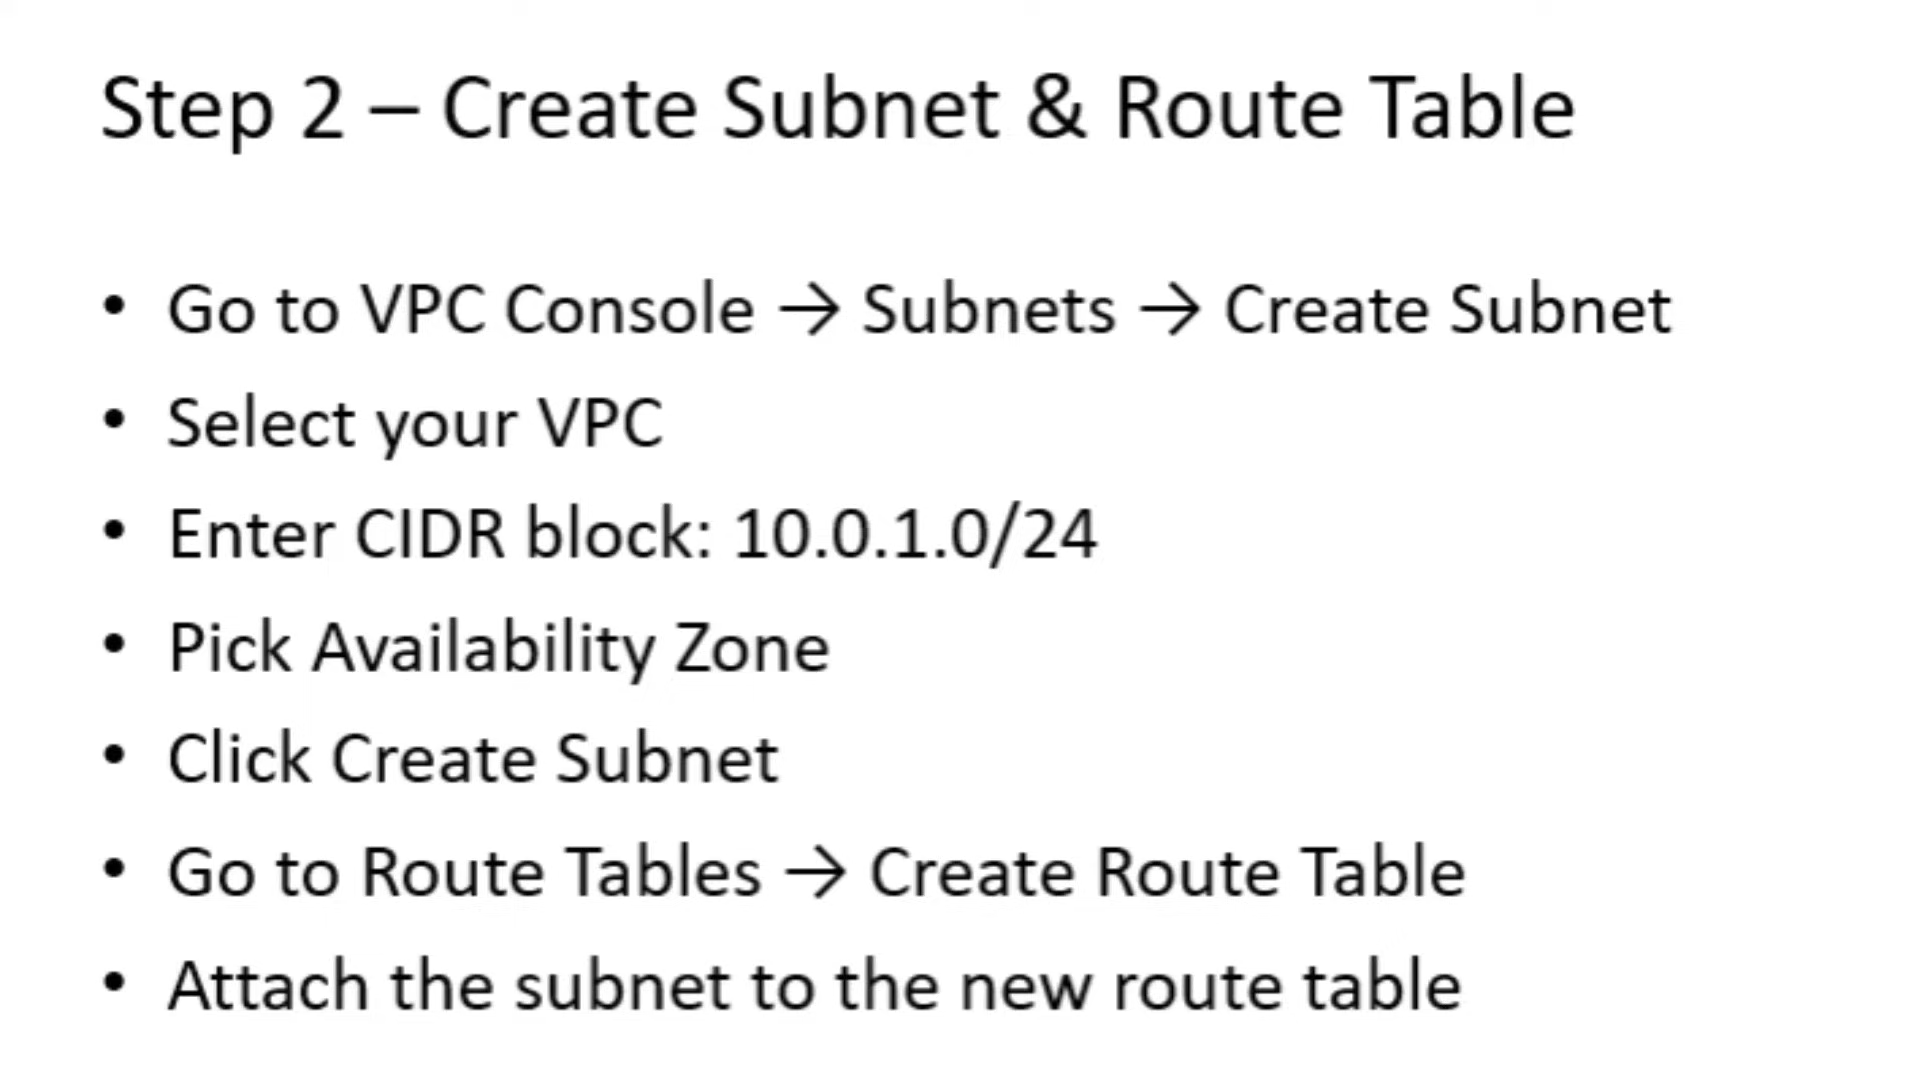 Step 2 – Create Subnet & Route Table
• Go to VPC Console → Subnets → Create Subnet
• Select your VPC
• Enter CIDR block: 10.0.1.0/24
• Pick Availability Zone
• Click Create Subnet
• Go to Route Tables → Create Route Table
• Attach the subnet to the new route table